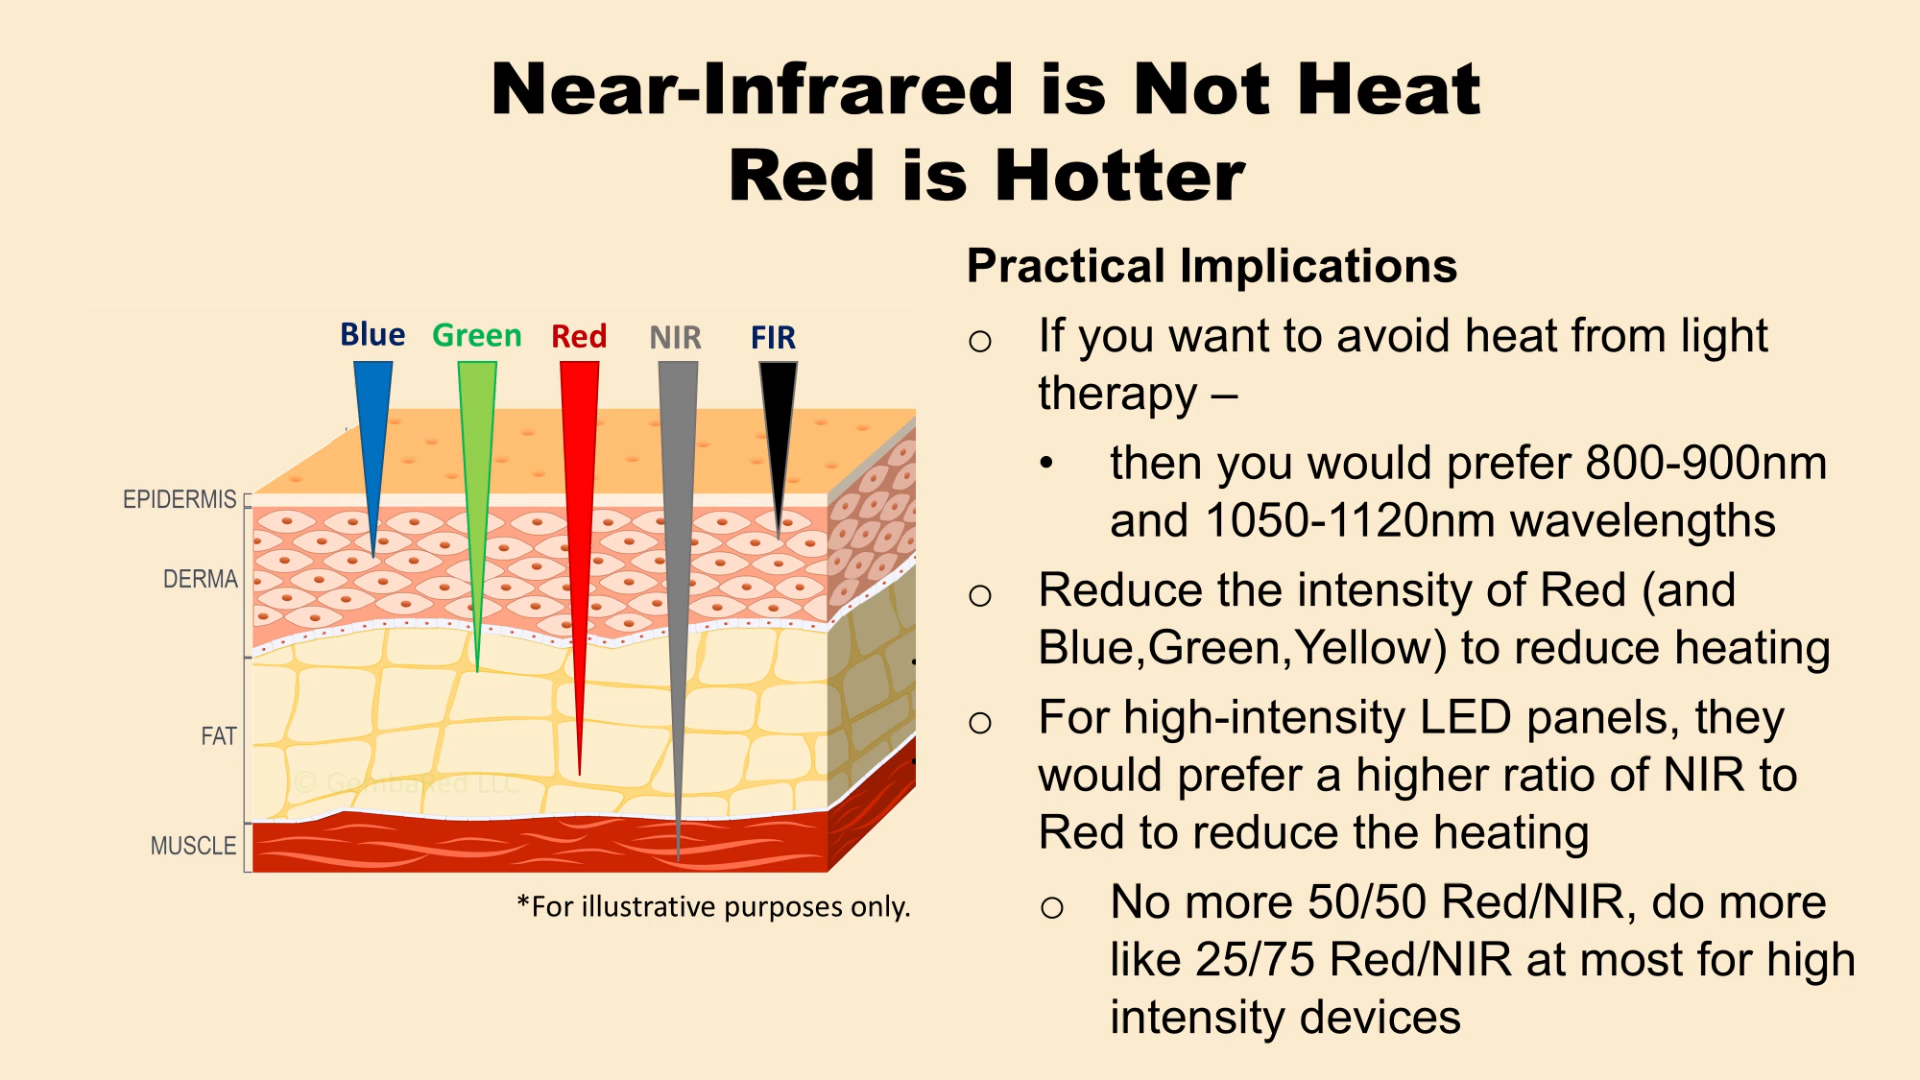 Near-Infrared is Not Heat
Red is Hotter
Blue Green Red NIR FIR
EPIDERMIS
DERMA
FAT
MUSCLE
© GembaRed LLC
*For illustrative purposes only.
Practical Implications
o If you want to avoid heat from light
therapy –
• then you would prefer 800-900nm
and 1050-1120nm wavelengths
o Reduce the intensity of Red (and
Blue,Green,Yellow) to reduce heating
o For high-intensity LED panels, they
would prefer a higher ratio of NIR to
Red to reduce the heating
o No more 50/50 Red/NIR, do more
like 25/75 Red/NIR at most for high
intensity devices